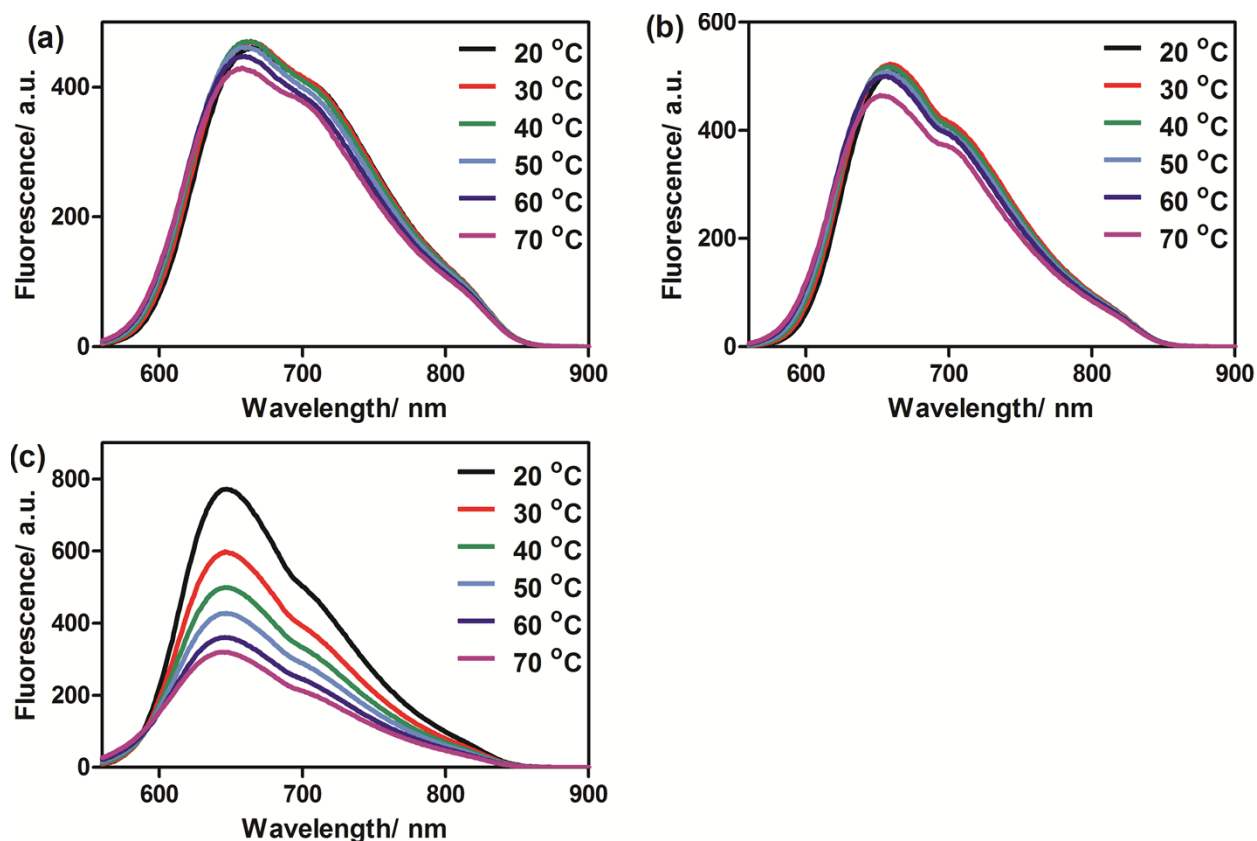 (a)
Fluorescence/ a.u.
400
200
0
600 700 800 900
Wavelength/ nm
20 °C
30 °C
40 °C
50 °C
60 °C
70 °C
(b)
Fluorescence/ a.u.
600
400
200
0
600 700 800 900
Wavelength/ nm
20 °C
30 °C
40 °C
50 °C
60 °C
70 °C
(c)
Fluorescence/ a.u.
800
600
400
200
0
600 700 800 900
Wavelength/ nm
20 °C
30 °C
40 °C
50 °C
60 °C
70 °C